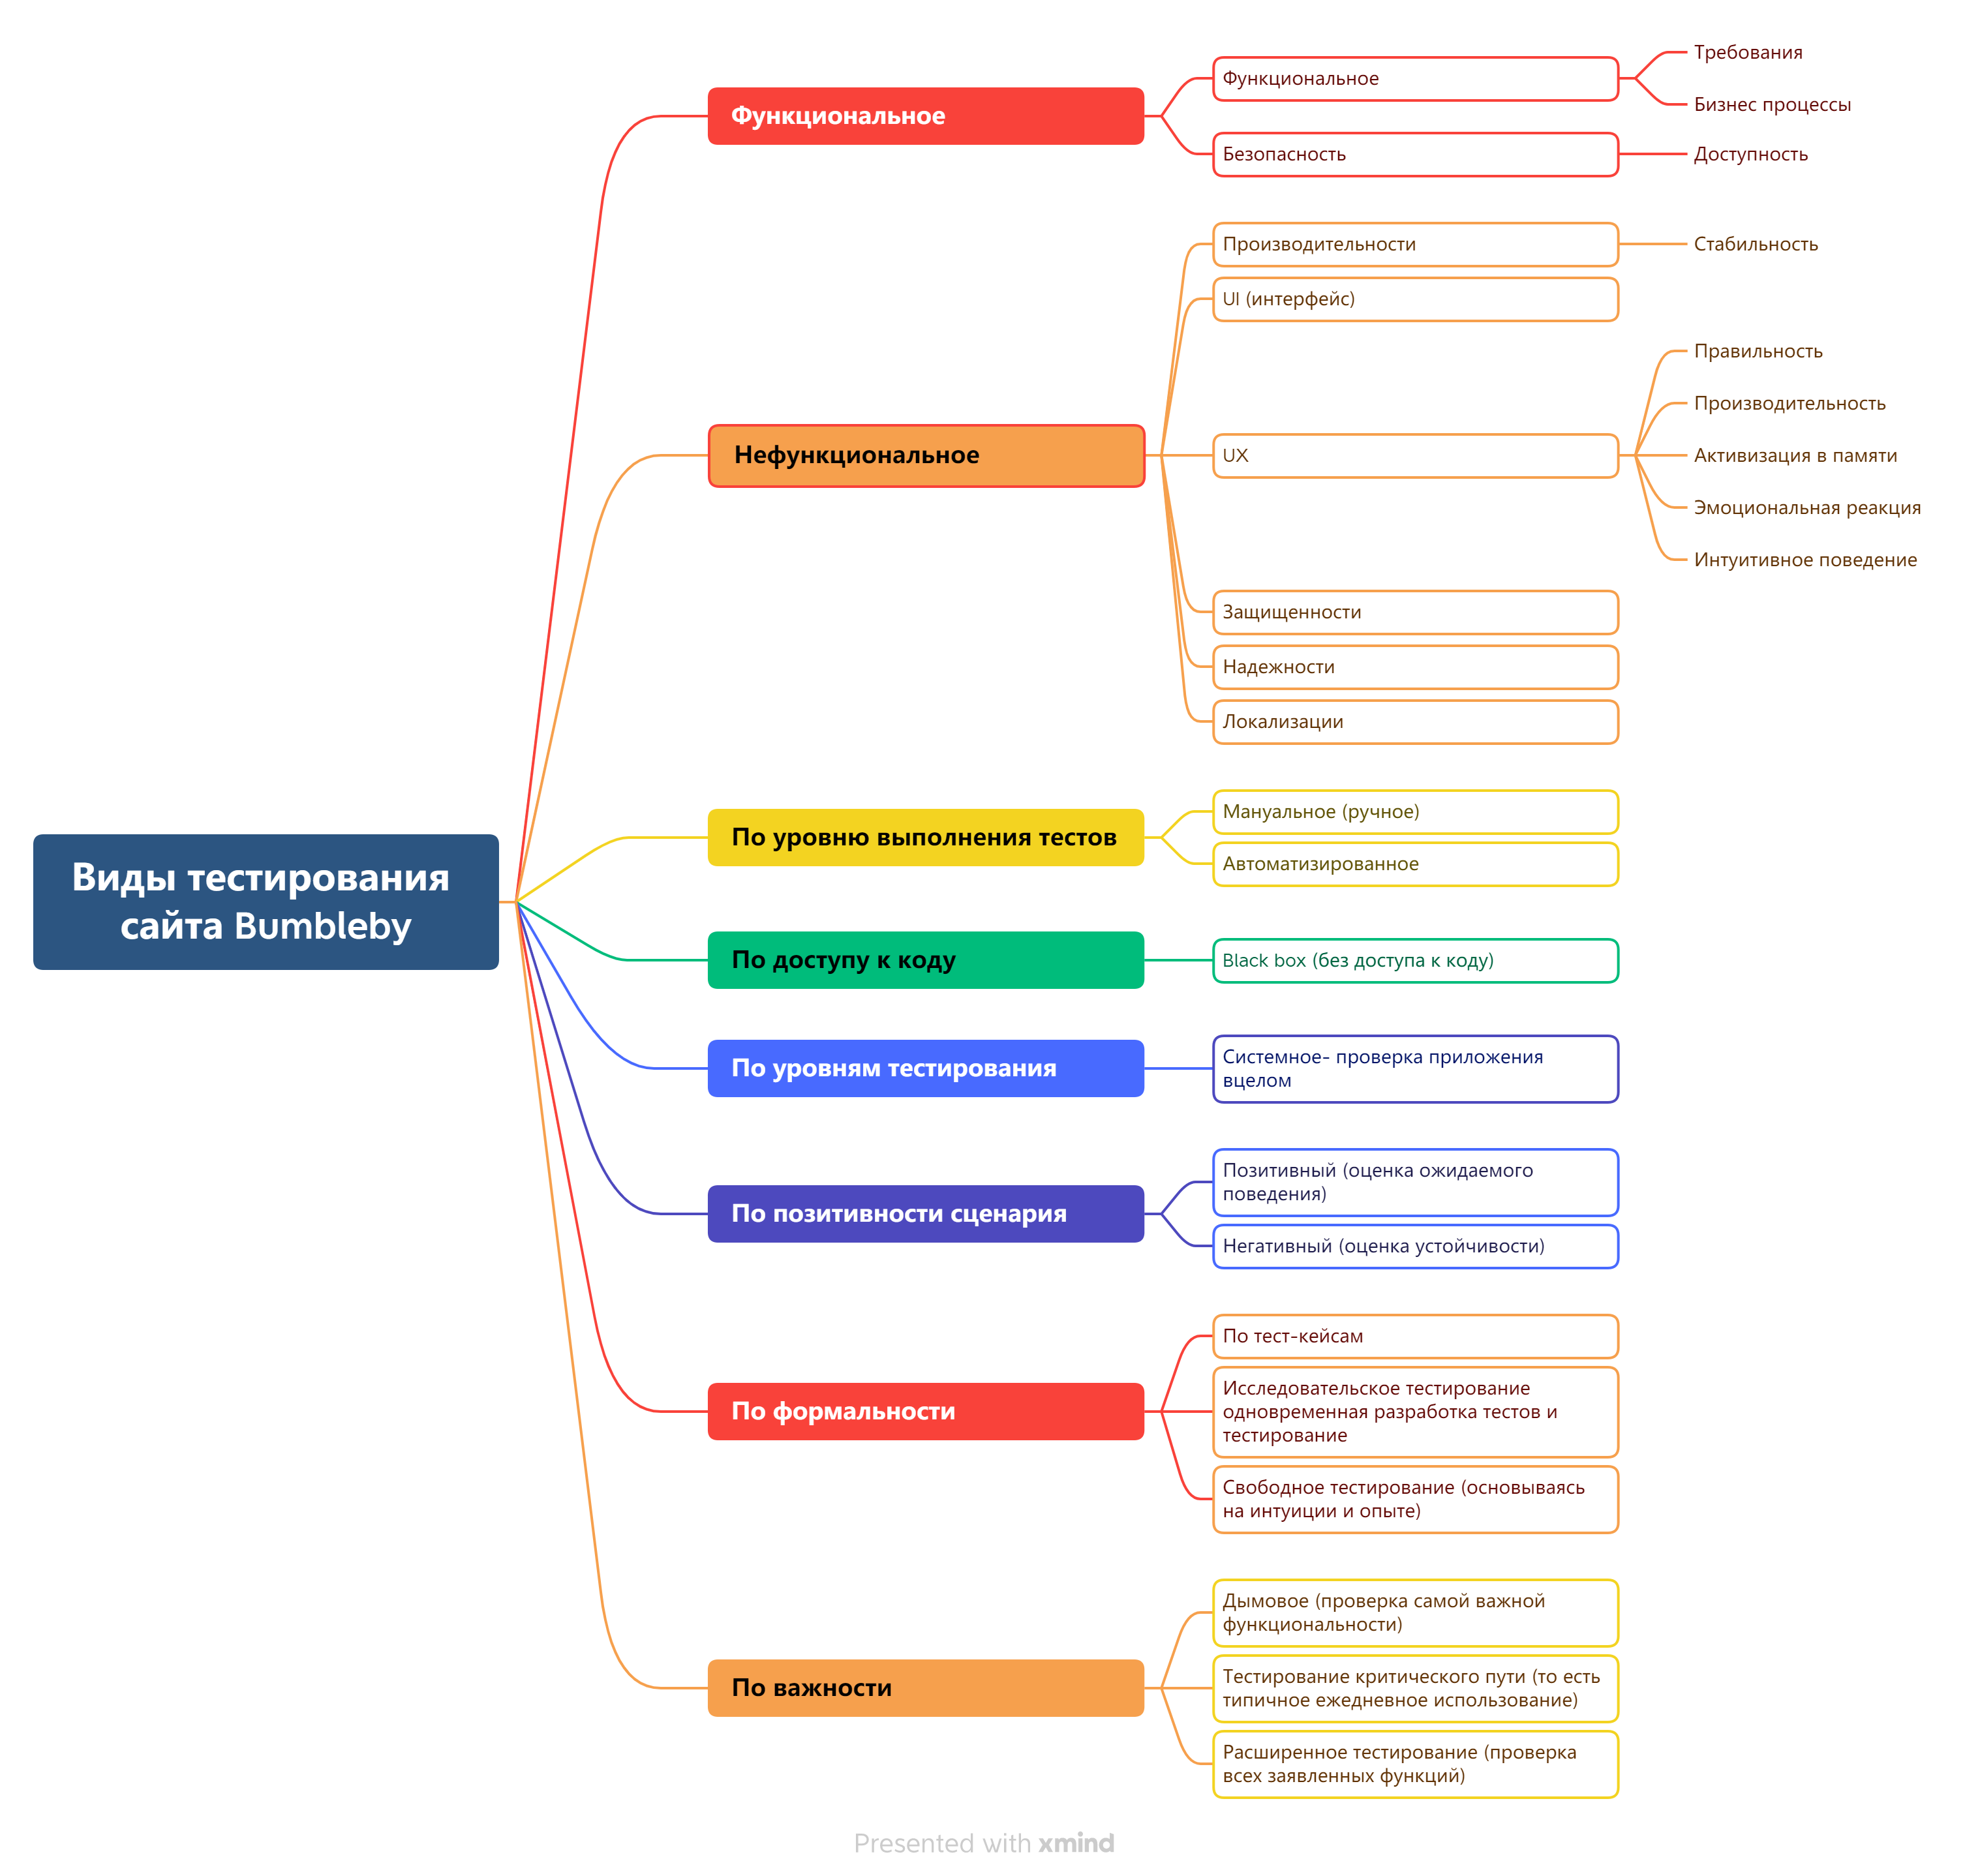 Виды тестирования
сайта Bumbleby
Функциональное
Функциональное
Требования
Бизнес процессы
Безопасность
Доступность
Нефункциональное
Производительности
Стабильность
UI (интерфейс)
UX
Правильность
Производительность
Активизация в памяти
Эмоциональная реакция
Интуитивное поведение
Защищенности
Надежности
Локализации
По уровню выполнения тестов
Мануальное (ручное)
Автоматизированное
По доступу к коду
Black box (без доступа к коду)
По уровням тестирования
Системное- проверка приложения
вцелом
По позитивности сценария
Позитивный (оценка ожидаемого
поведения)
Негативный (оценка устойчивости)
По формальности
По тест-кейсам
Исследовательское тестирование
одновременная разработка тестов и
тестирование
Свободное тестирование (основываясь
на интуиции и опыте)
По важности
Дымовое (проверка самой важной
функциональности)
Тестирование критического пути (то есть
типичное ежедневное использование)
Расширенное тестирование (проверка
всех заявленных функций)
Presented with xmind